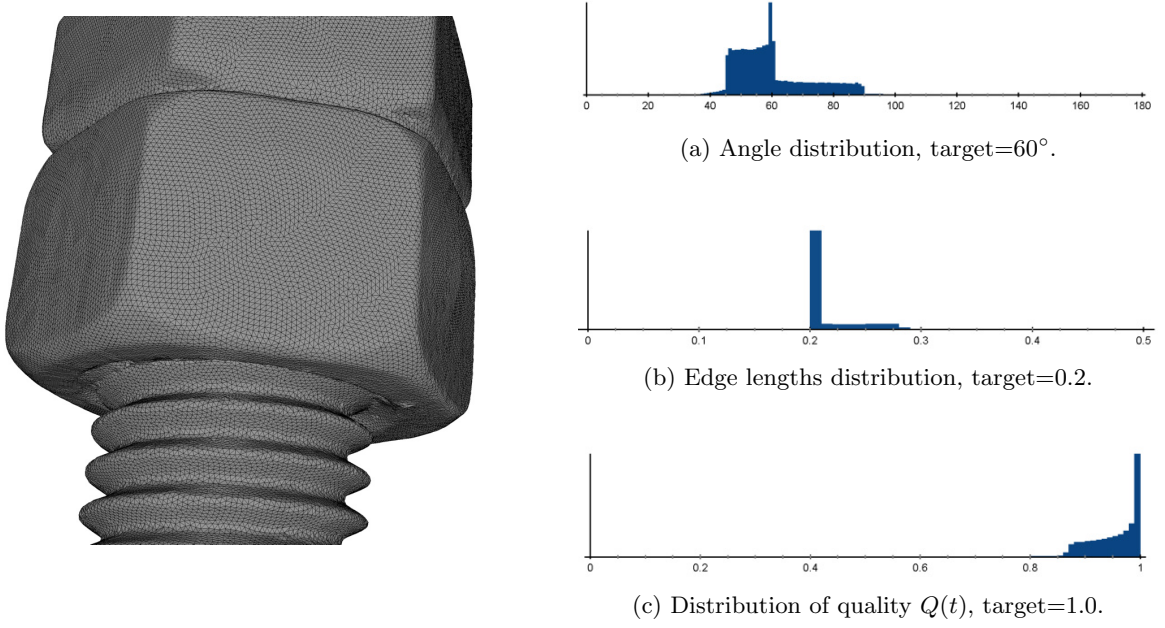 0 20 40 60 80 100 120 140 160 180
(a) Angle distribution, target=60°.
0 0.1 0.2 0.3 0.4 0.5
(b) Edge lengths distribution, target=0.2.
0 0.2 0.4 0.6 0.8 1
(c) Distribution of quality Q(t), target=1.0.